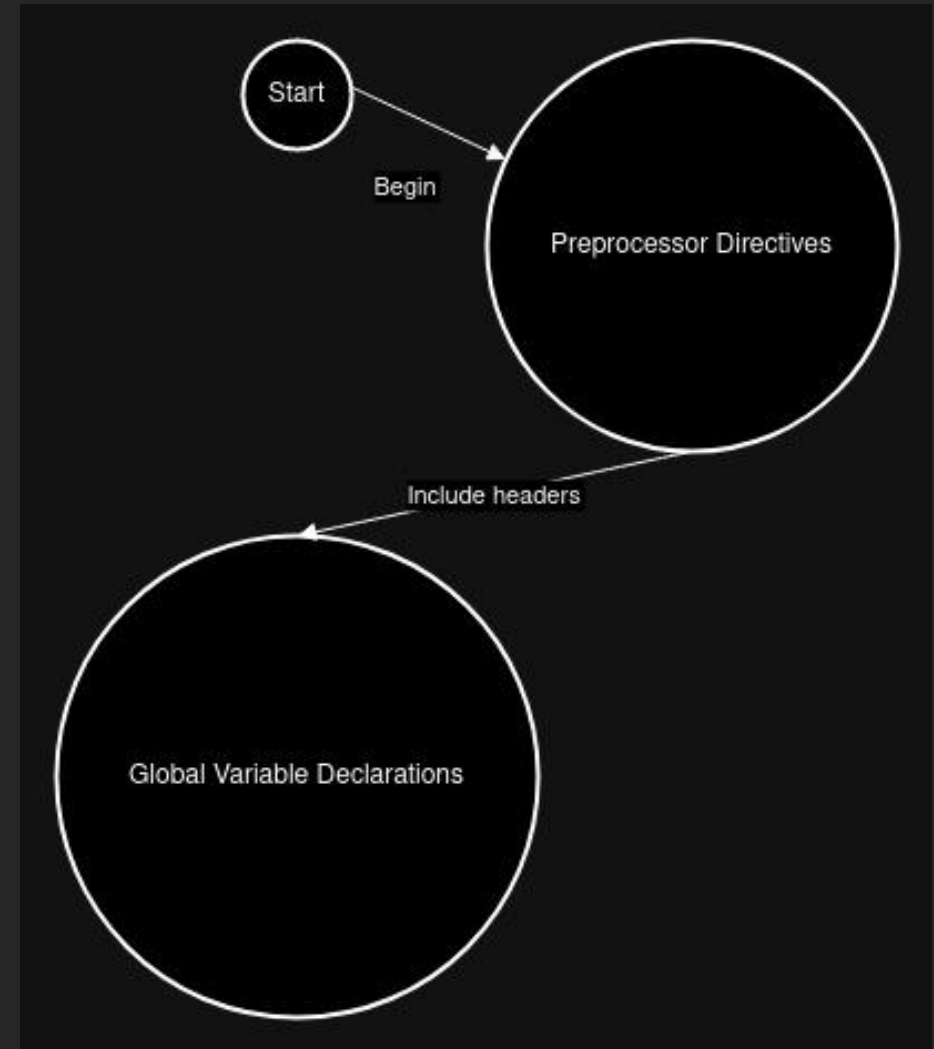 Start
Begin
Preprocessor Directives
Include headers
Global Variable Declarations